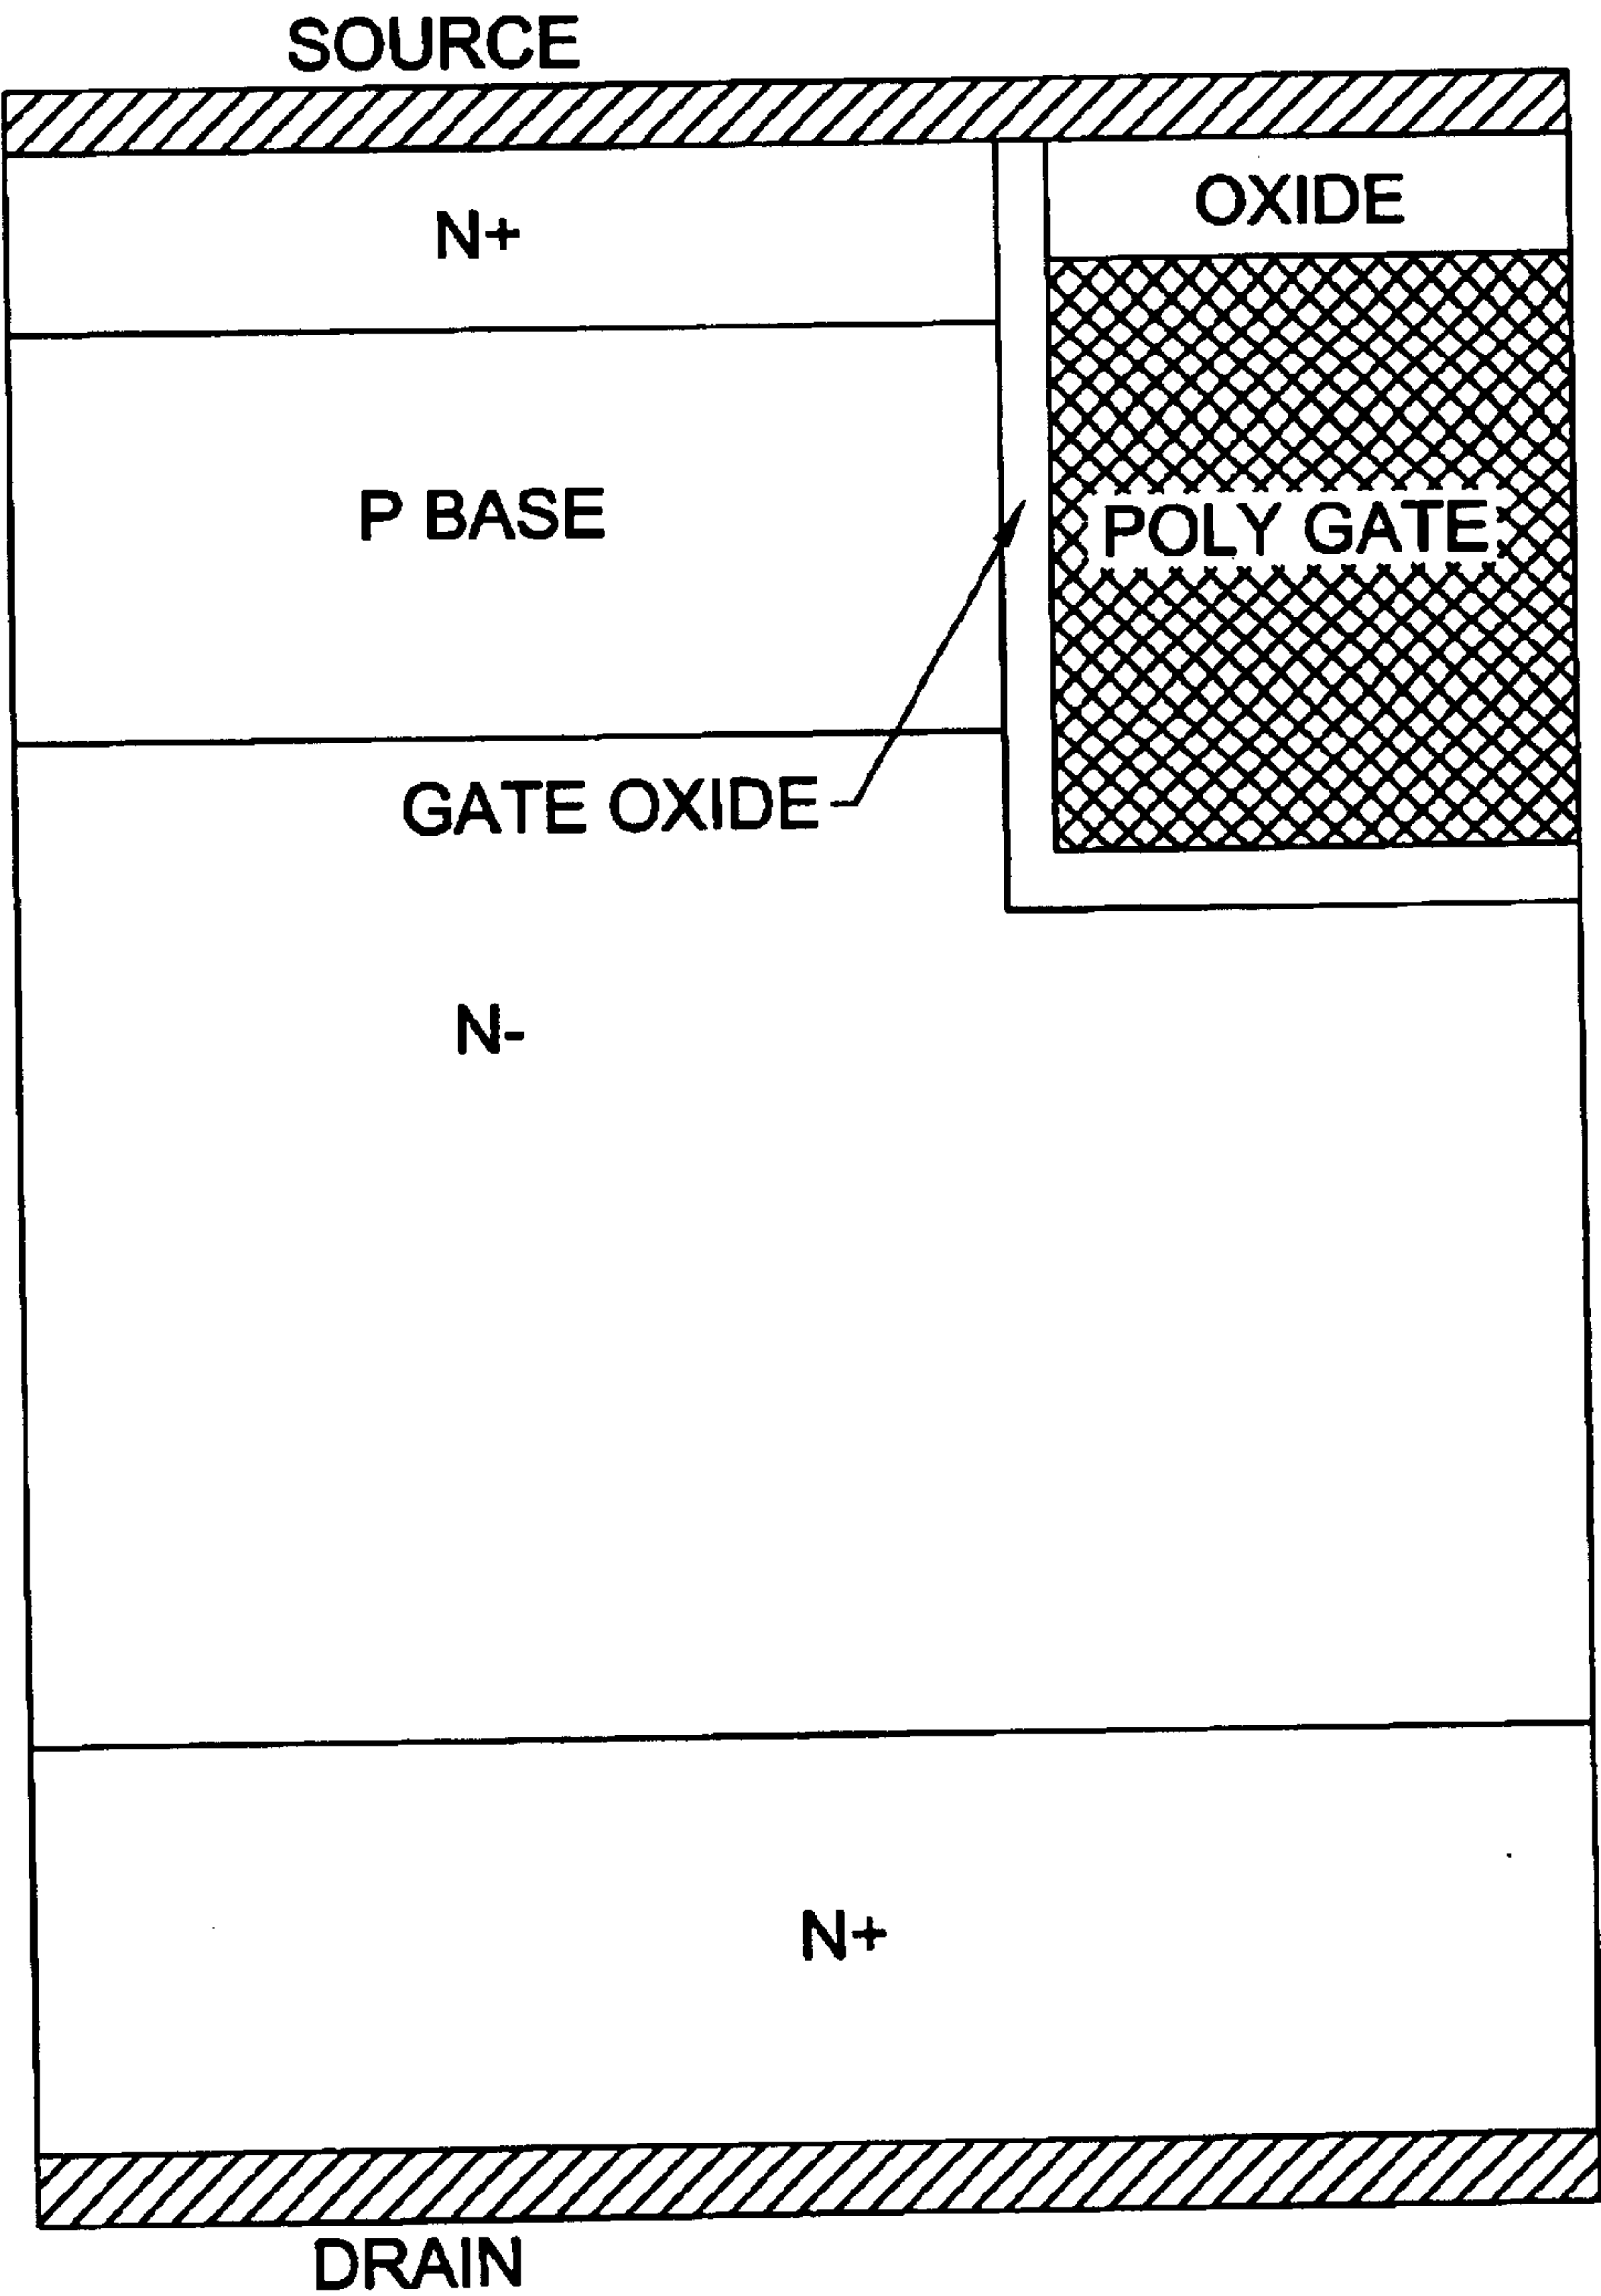 SOURCE
N+
OXIDE
P BASE
POLY GATE
GATE OXIDE
N-
N+
DRAIN